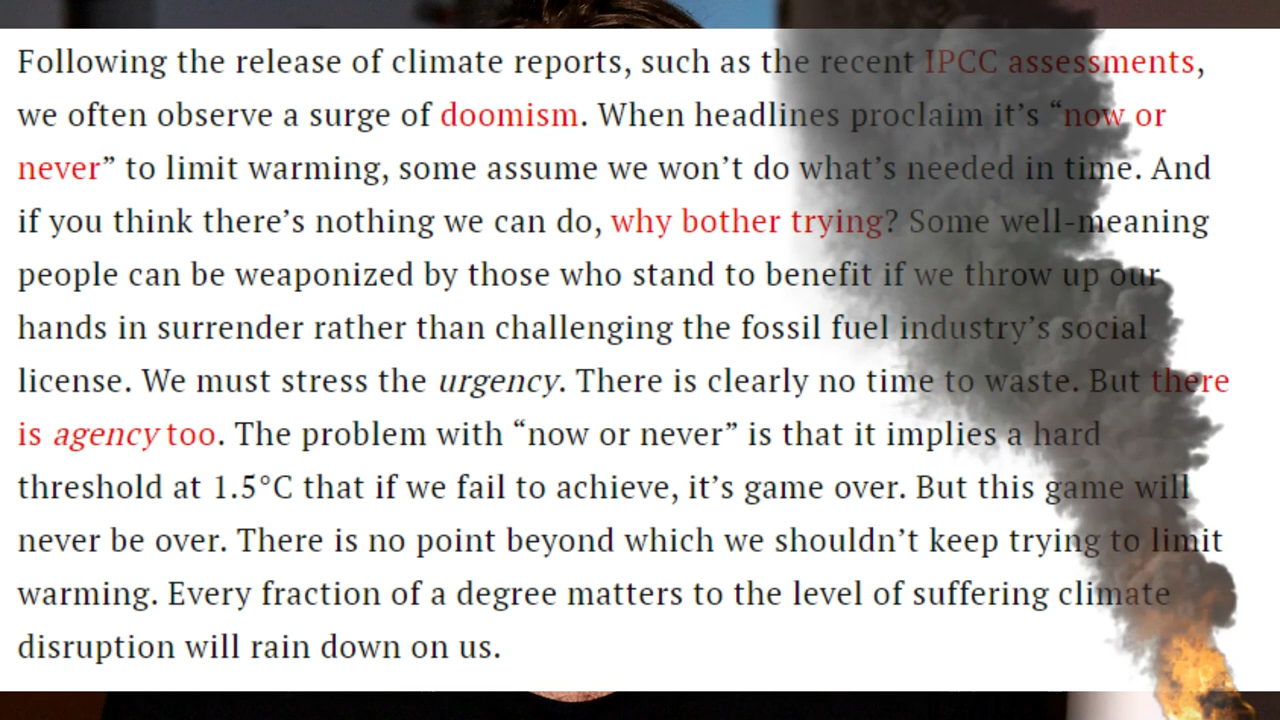 Following the release of climate reports, such as the recent IPCC assessments,
we often observe a surge of doomism. When headlines proclaim it’s “now or
never” to limit warming, some assume we won’t do what’s needed in time. And
if you think there’s nothing we can do, why bother trying? Some well-meaning
people can be weaponized by those who stand to benefit if we throw up our
hands in surrender rather than challenging the fossil fuel industry’s social
license. We must stress the urgency. There is clearly no time to waste. But there
is agency too. The problem with “now or never” is that it implies a hard
threshold at 1.5°C that if we fail to achieve, it’s game over. But this game will
never be over. There is no point beyond which we shouldn’t keep trying to limit
warming. Every fraction of a degree matters to the level of suffering climate
disruption will rain down on us.